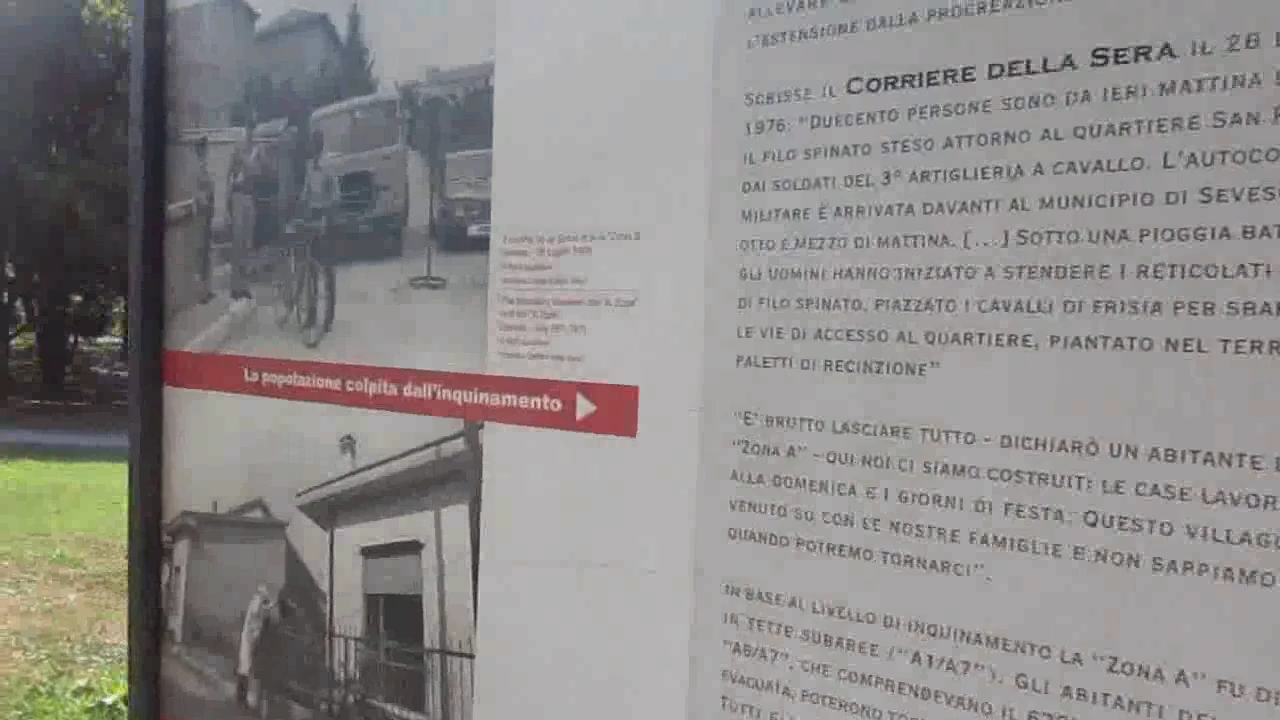 La popolazione colpita dall'inquinamento
ALLEVARE
L'ESTENSIONE DALLA PROCREAZIONE
SCRISSE IL CORRIERE DELLA SERA IL 28
1976: "DUECENTO PERSONE SONO DA IERI MATTINA
IL FILO SPINATO STESO ATTORNO AL QUARTIERE SAN
DAI SOLDATI DEL 3° ARTIGLIERIA A CAVALLO. L'AUTOCO
MILITARE È ARRIVATA DAVANTI AL MUNICIPIO DI SEVES
OTTO E MEZZO DI MATTINA. [...] SOTTO UNA PIOGGIA BAT
GLI UOMINI HANNO INIZIATO A STENDERE I RETICOLATI
DI FILO SPINATO, PIAZZATO I CAVALLI DI FRISIA PER SBAR
LE VIE DI ACCESSO AL QUARTIERE, PIANTATO NEL TERR
PALETTI DI RECINZIONE"
"E' BRUTTO LASCIARE TUTTO - DICHIARÒ UN ABITANTE
"ZONA A" - QUI NOI CI SIAMO COSTRUITI LE CASE LAVOR
ALLA DOMENICA E I GIORNI DI FESTA. QUESTO VILLAGG
VENUTO SU CON LE NOSTRE FAMIGLIE E NON SAPPIAMO
QUANDO POTREMO TORNARCI".
IN BASE AL LIVELLO DI INQUINAMENTO LA "ZONA A" FU DI
IN SETTE SUBAREE ("A1/A7"). GLI ABITANTI DE
"A6/A7", CHE COMPRENDEVANO IL
EVACUATA, POTERONO
TUTTI